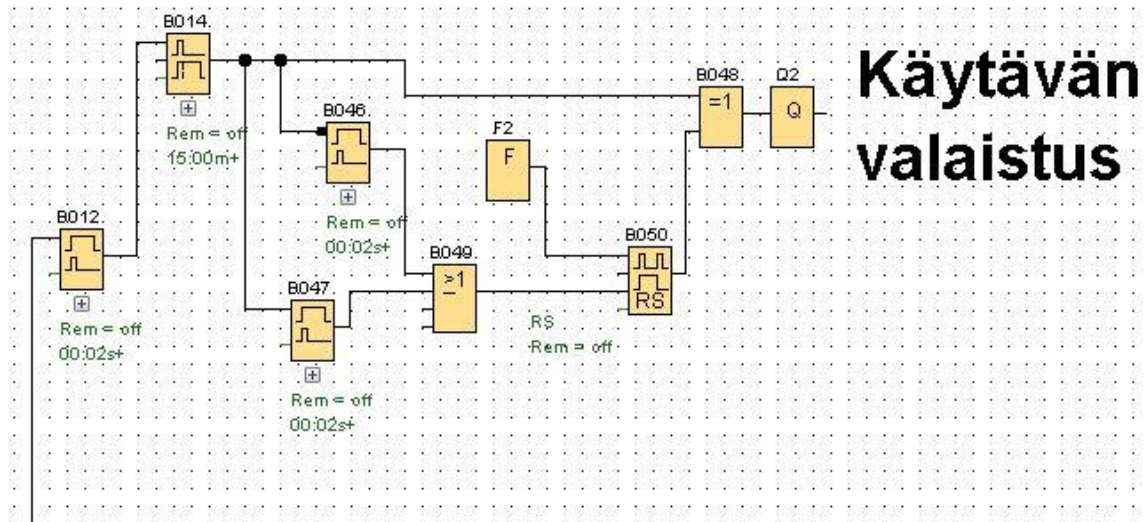 B014
Käytävän
valaistus
B048
Q2
=1
Q
B046
F2
F
Rem = off
15:00m+
B012
Rem = off
00:02s+
B049
B050
≥1
RS
B047
RS
Rem = off
Rem = off
00:02s+
Rem = off
00:02s+